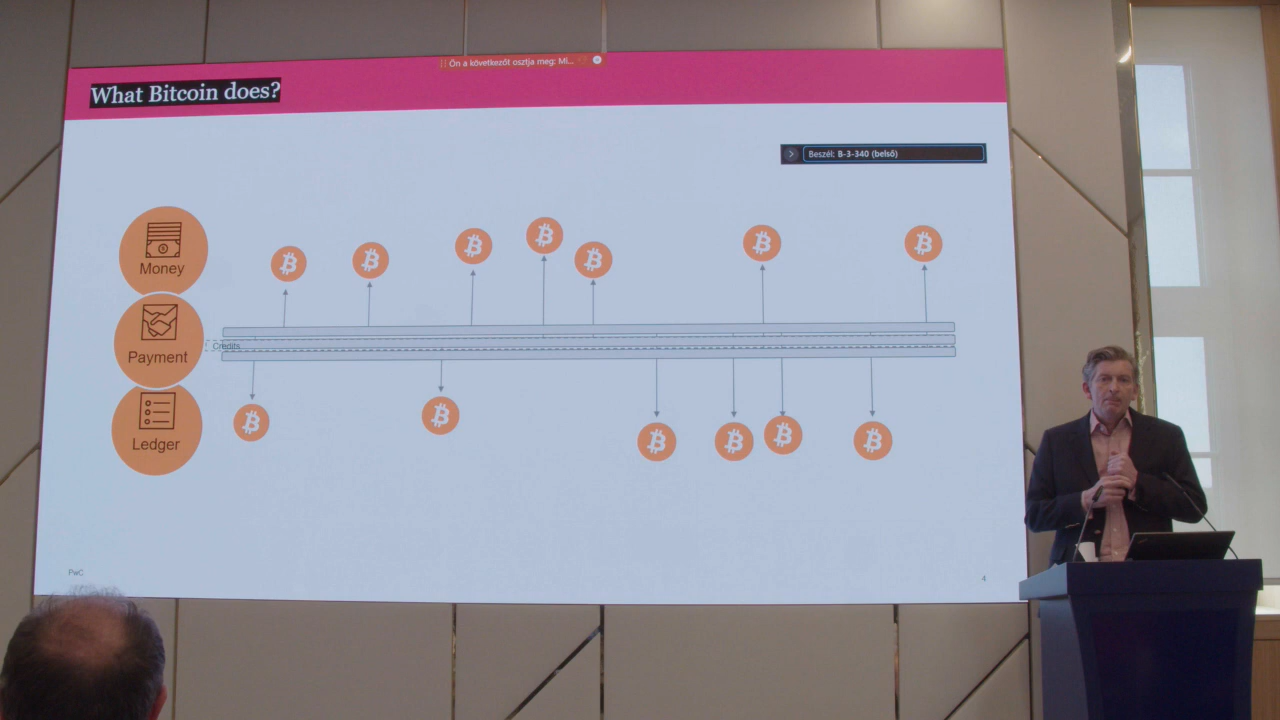 Ön a következőt osztja meg: Mi...
What Bitcoin does?
Beszél: B-3-340 (belső)
Money
Payment
Credits
Ledger
PwC
4